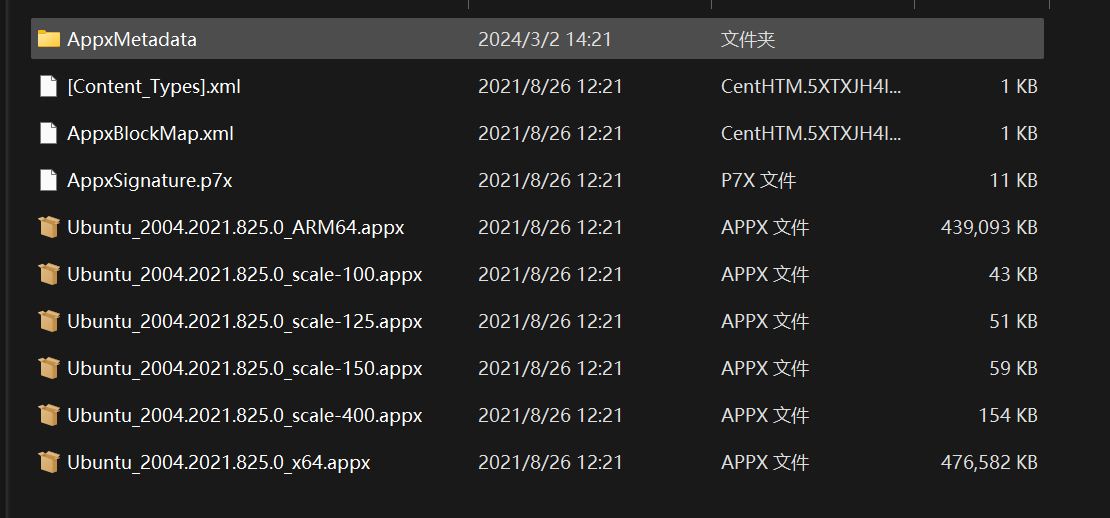 AppxMetadata 2024/3/2 14:21 文件夹
[Content_Types].xml 2021/8/26 12:21 CentHTM.5XTXJH4I... 1 KB
AppxBlockMap.xml 2021/8/26 12:21 CentHTM.5XTXJH4I... 1 KB
AppxSignature.p7x 2021/8/26 12:21 P7X 文件 11 KB
Ubuntu_2004.2021.825.0_ARM64.appx 2021/8/26 12:21 APPX 文件 439,093 KB
Ubuntu_2004.2021.825.0_scale-100.appx 2021/8/26 12:21 APPX 文件 43 KB
Ubuntu_2004.2021.825.0_scale-125.appx 2021/8/26 12:21 APPX 文件 51 KB
Ubuntu_2004.2021.825.0_scale-150.appx 2021/8/26 12:21 APPX 文件 59 KB
Ubuntu_2004.2021.825.0_scale-400.appx 2021/8/26 12:21 APPX 文件 154 KB
Ubuntu_2004.2021.825.0_x64.appx 2021/8/26 12:21 APPX 文件 476,582 KB